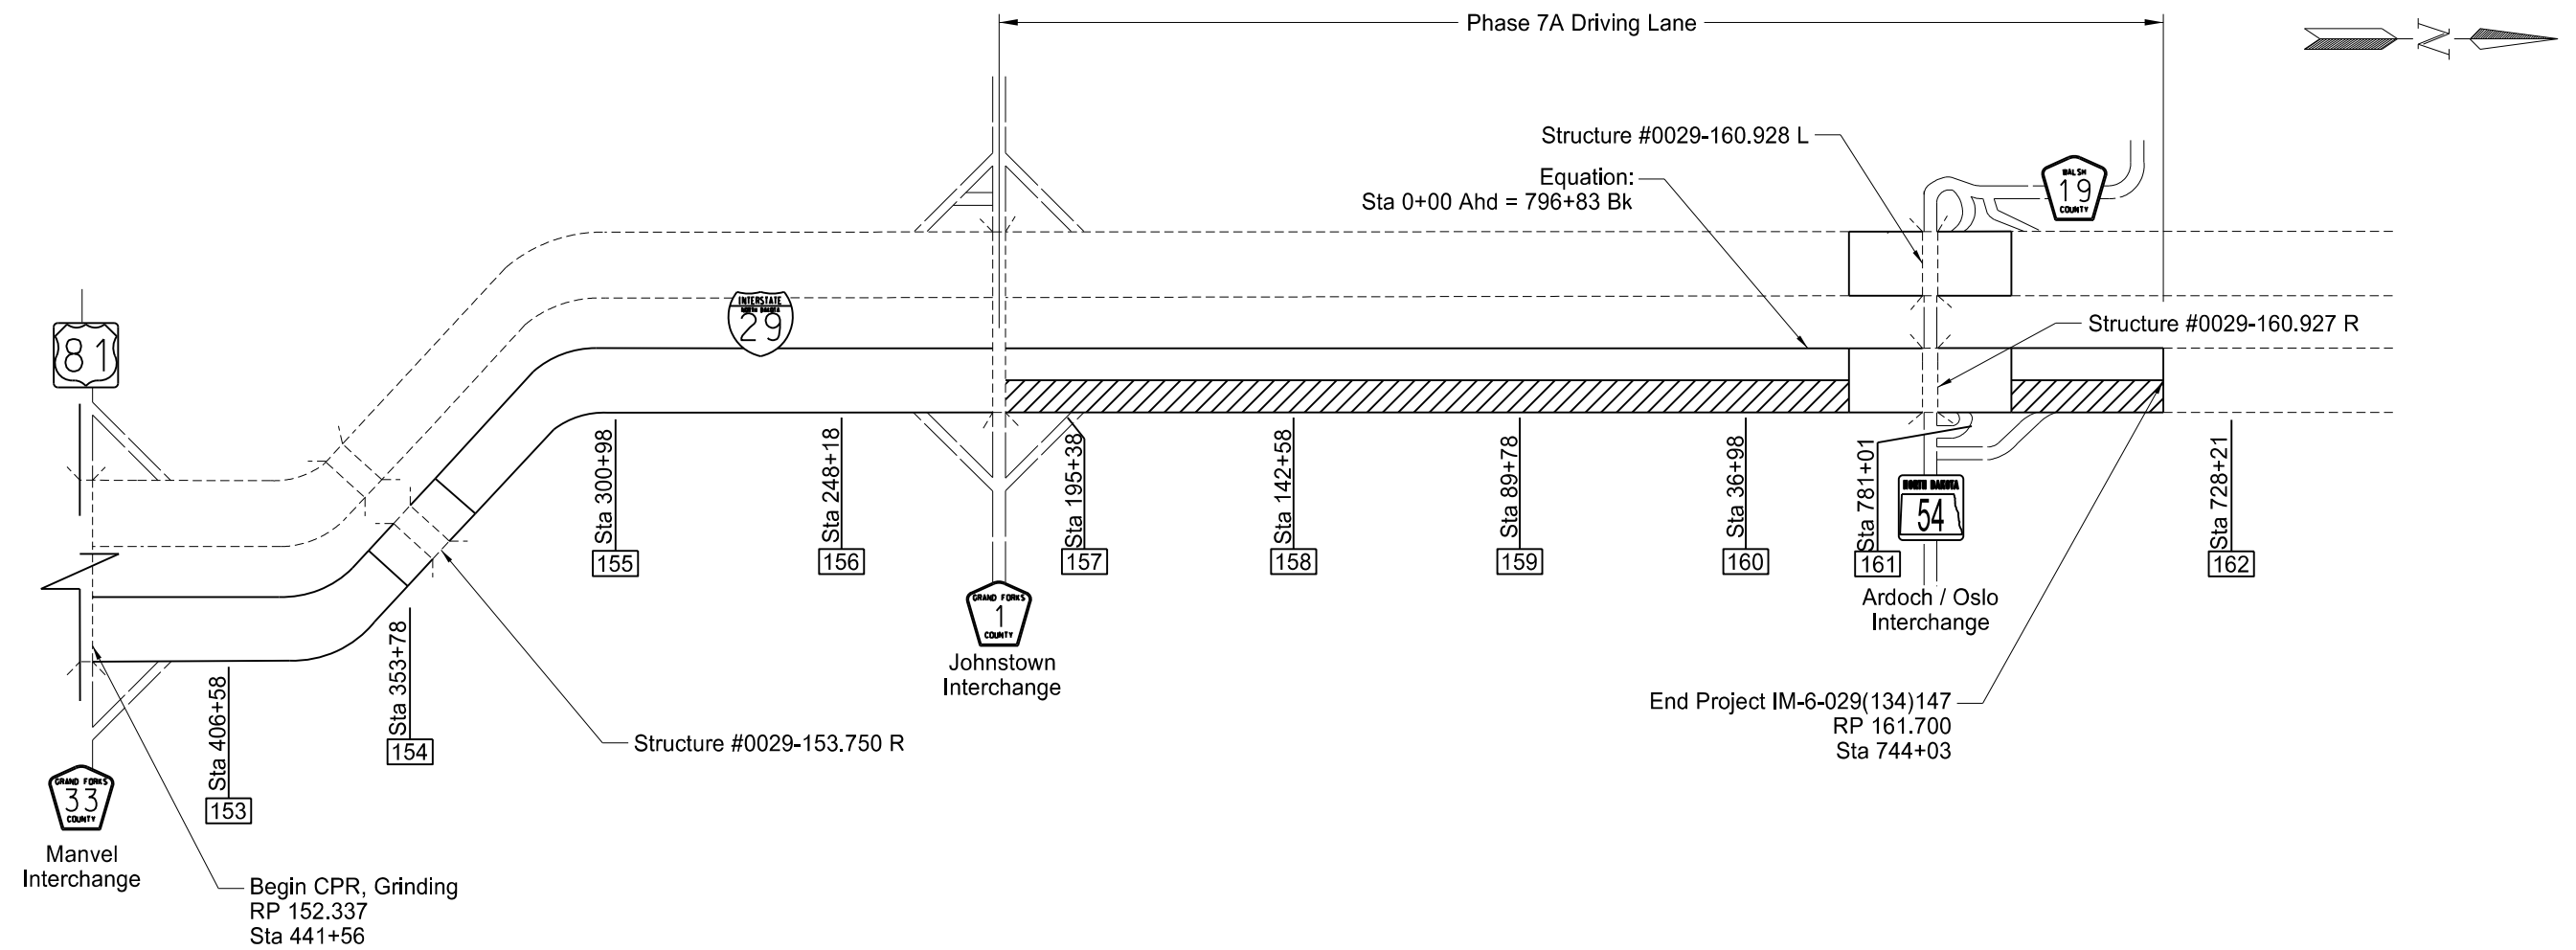 Phase 7A Driving Lane
N
Structure #0029-160.928 L
Equation:
Sta 0+00 Ahd = 796+83 Bk
WALSH
19
COUNTY
INTERSTATE
NORTH DAKOTA
29
81
Structure #0029-160.927 R
Sta 406+58
153
Sta 353+78
154
Sta 300+98
155
Sta 248+18
156
Sta 195+38
157
Sta 142+58
158
Sta 89+78
159
Sta 36+98
160
Sta 781+01
161
Sta 728+21
162
NORTH DAKOTA
54
Ardoch / Oslo
Interchange
GRAND FORKS
1
COUNTY
Johnstown
Interchange
End Project IM-6-029(134)147
RP 161.700
Sta 744+03
Structure #0029-153.750 R
GRAND FORKS
33
COUNTY
Manvel
Interchange
Begin CPR, Grinding
RP 152.337
Sta 441+56